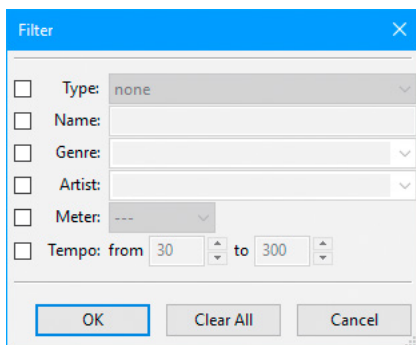 Filter
Type: none
Name:
Genre:
Artist:
Meter: ---
Tempo: from 30 to 300
OK Clear All Cancel